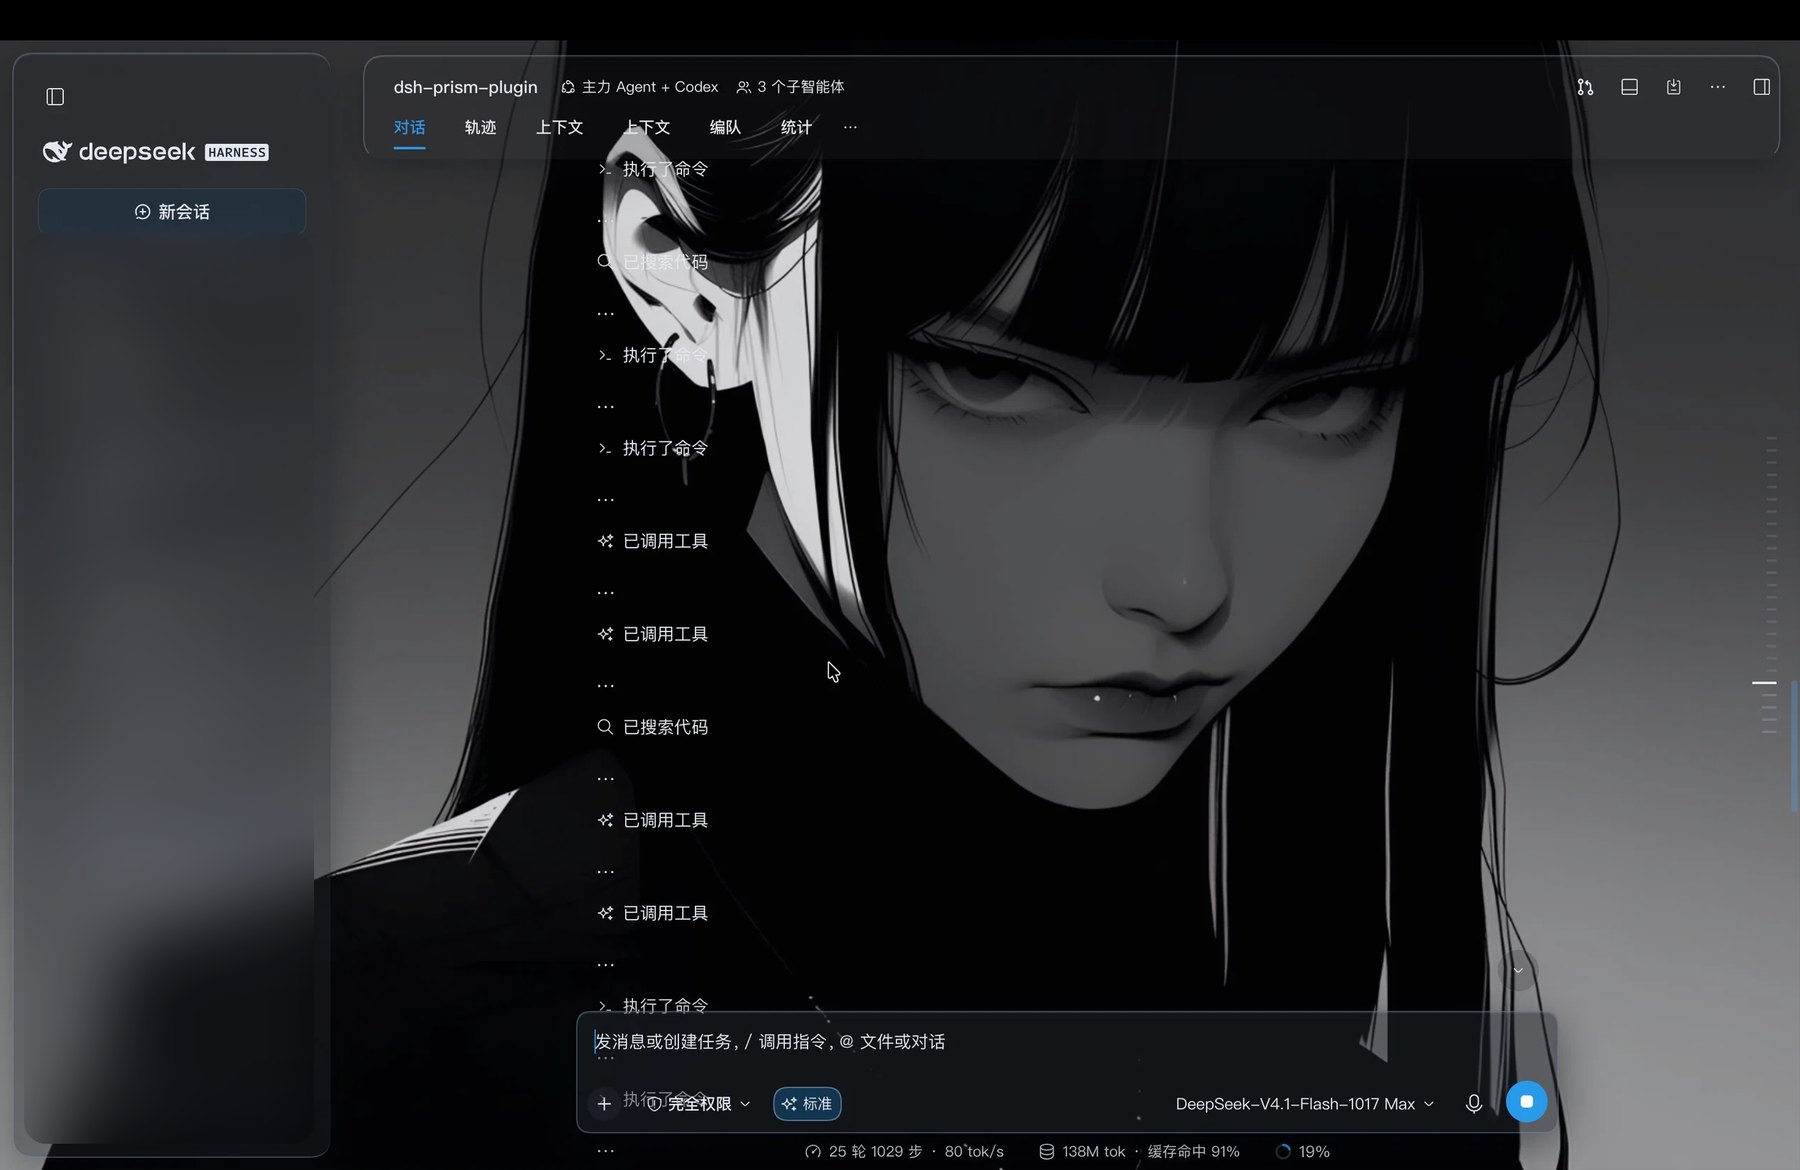 deepseek HARNESS
新会话
dsh-prism-plugin 主力 Agent + Codex 3 个子智能体
对话 轨迹 上下文 上下文 编队 统计 ...
执行了命令
...
已搜索代码
...
执行了命令
...
执行了命令
...
已调用工具
...
已调用工具
...
已搜索代码
...
已调用工具
...
已调用工具
...
执行了命令
发消息或创建任务, / 调用指令, @ 文件或对话
...
执行了命令
完全权限 标准 DeepSeek-V4.1-Flash-1017 Max
...
25 轮 1029 步 · 80 tok/s 138M tok · 缓存命中 91% 19%